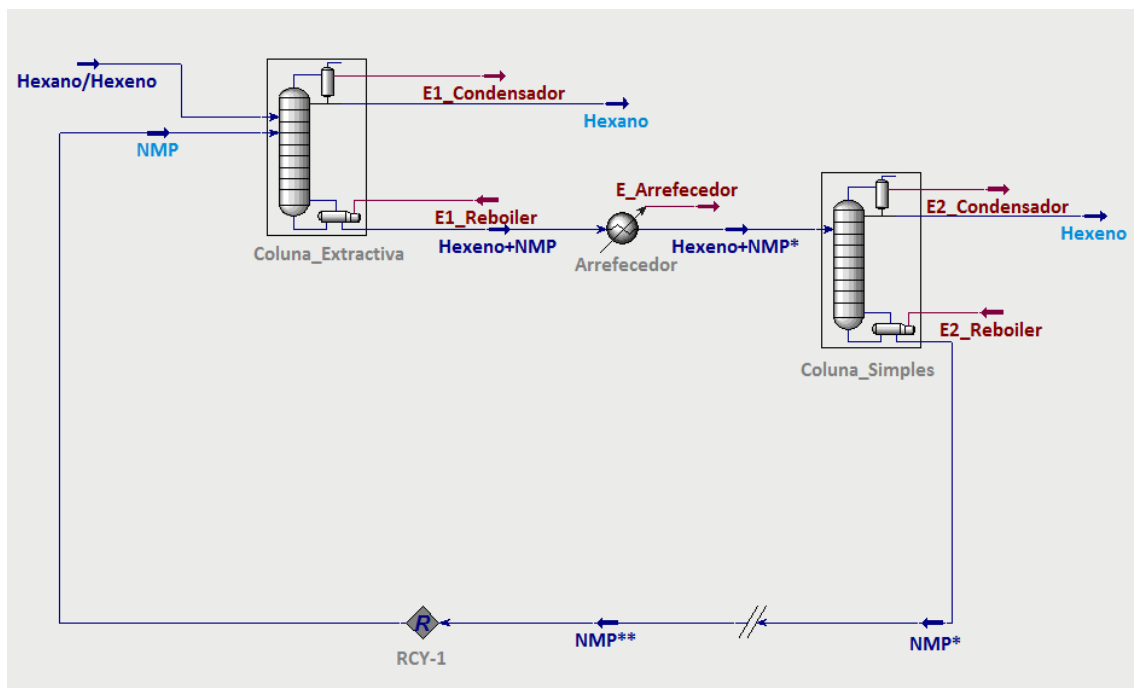 Hexano/Hexeno
E1_Condensador
Hexano
NMP
E_Arrefecedor
E2_Condensador
E1_Reboiler
Hexeno
Hexeno+NMP
Hexeno+NMP*
Coluna_Extractiva
Arrefecedor
E2_Reboiler
Coluna_Simples
R
NMP**
NMP*
RCY-1